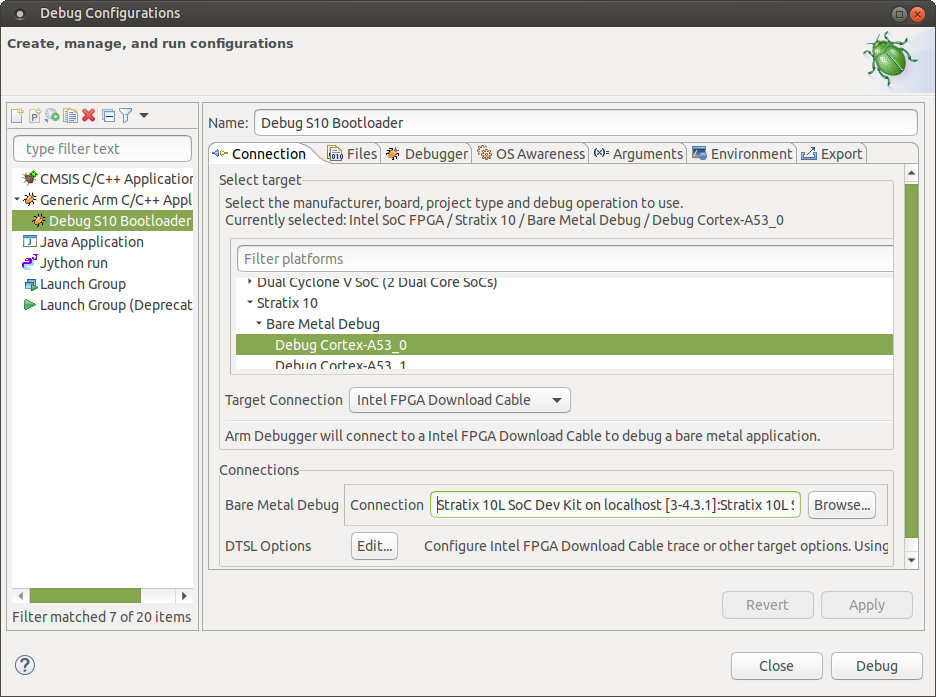 Debug Configurations
Create, manage, and run configurations
type filter text
CMSIS C/C++ Application
Generic Arm C/C++ Appl
Debug S10 Bootloader
Java Application
Jython run
Launch Group
Launch Group (Deprecat
Filter matched 7 of 20 items
Name: Debug S10 Bootloader
Connection Files Debugger OS Awareness (x)= Arguments Environment Export
Select target
Select the manufacturer, board, project type and debug operation to use.
Currently selected: Intel SoC FPGA / Stratix 10 / Bare Metal Debug / Debug Cortex-A53_0
Filter platforms
Dual Cyclone V SoC (2 Dual Core SoCs)
Stratix 10
Bare Metal Debug
Debug Cortex-A53_0
Debug Cortex-A53_1
Target Connection Intel FPGA Download Cable
Arm Debugger will connect to a Intel FPGA Download Cable to debug a bare metal application.
Connections
Bare Metal Debug Connection Stratix 10L SoC Dev Kit on localhost [3-4.3.1]:Stratix 10L S Browse...
DTSL Options Edit... Configure Intel FPGA Download Cable trace or other target options. Using
Revert Apply
? Close Debug